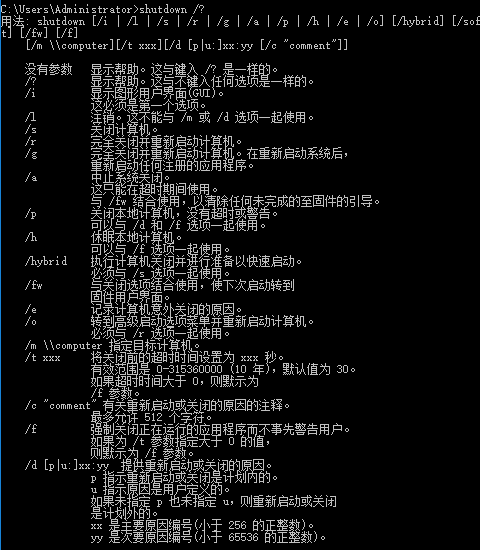 C:\Users\Administrator>shutdown /?
用法: shutdown [/i | /l | /s | /r | /g | /a | /p | /h | /e | /o] [/hybrid] [/sof
t] [/fw] [/f]
[/m \\computer][/t xxx][/d [p|u:]xx:yy [/c "comment"]]
没有参数 显示帮助。这与键入 /? 是一样的。
/? 显示帮助。这与不键入任何选项是一样的。
/i 显示图形用户界面(GUI)。
这必须是第一个选项。
/l 注销。这不能与 /m 或 /d 选项一起使用。
/s 关闭计算机。
/r 完全关闭并重新启动计算机。
/g 完全关闭并重新启动计算机。在重新启动系统后,
重新启动任何注册的应用程序。
/a 中止系统关闭。
这只能在超时期间使用。
与 /fw 结合使用,以清除任何未完成的至固件的引导。
/p 关闭本地计算机,没有超时或警告。
可以与 /d 和 /f 选项一起使用。
/h 休眠本地计算机。
可以与 /f 选项一起使用。
/hybrid 执行计算机关闭并进行准备以快速启动。
必须与 /s 选项一起使用。
/fw 与关闭选项结合使用,使下次启动转到
固件用户界面。
/e 记录计算机意外关闭的原因。
/o 转到高级启动选项菜单并重新启动计算机。
必须与 /r 选项一起使用。
/m \\computer 指定目标计算机。
/t xxx 将关闭前的超时时间设置为 xxx 秒。
有效范围是 0-315360000 (10 年),默认值为 30。
如果超时时间大于 0,则默示为
/f 参数。
/c "comment" 有关重新启动或关闭的原因的注释。
最多允许 512 个字符。
/f 强制关闭正在运行的应用程序而不事先警告用户。
如果为 /t 参数指定大于 0 的值,
则默示为 /f 参数。
/d [p|u:]xx:yy 提供重新启动或关闭的原因。
p 指示重新启动或关闭是计划内的。
u 指示原因是用户定义的。
如果未指定 p 也未指定 u,则重新启动或关闭
是计划外的。
xx 是主要原因编号(小于 256 的正整数)。
yy 是次要原因编号(小于 65536 的正整数)。